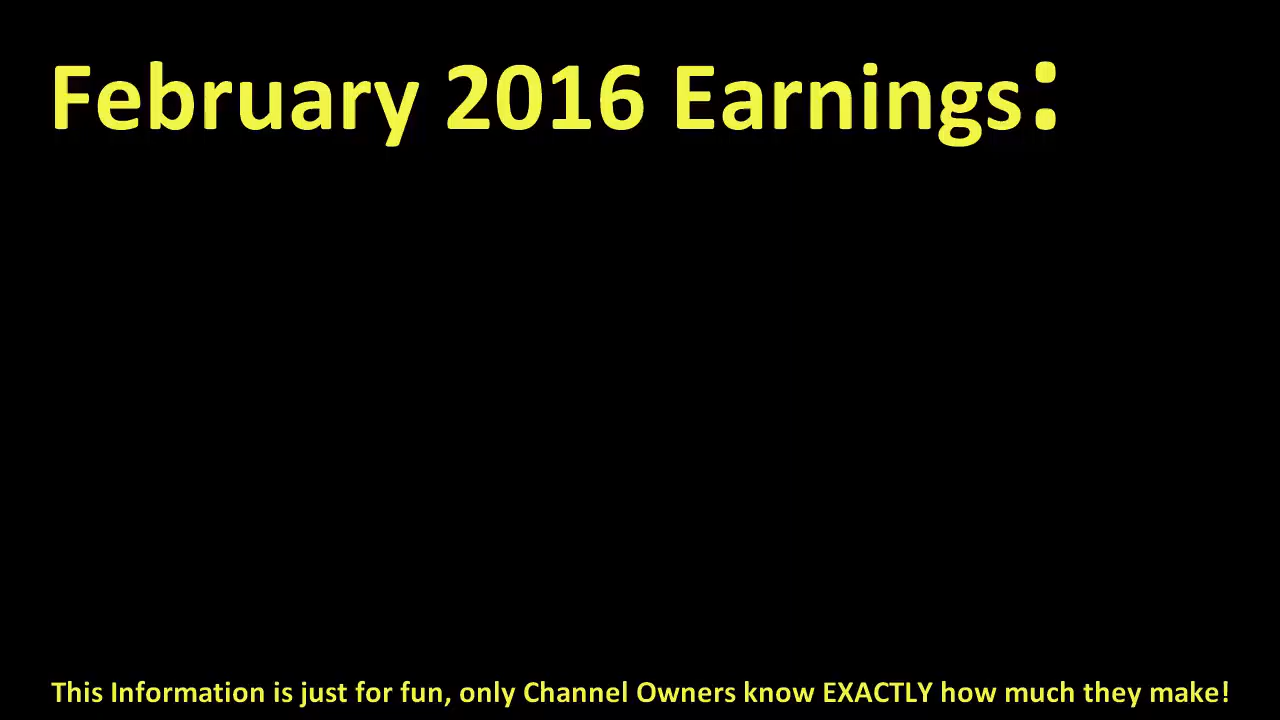 February 2016 Earnings:
This Information is just for fun, only Channel Owners know EXACTLY how much they make!